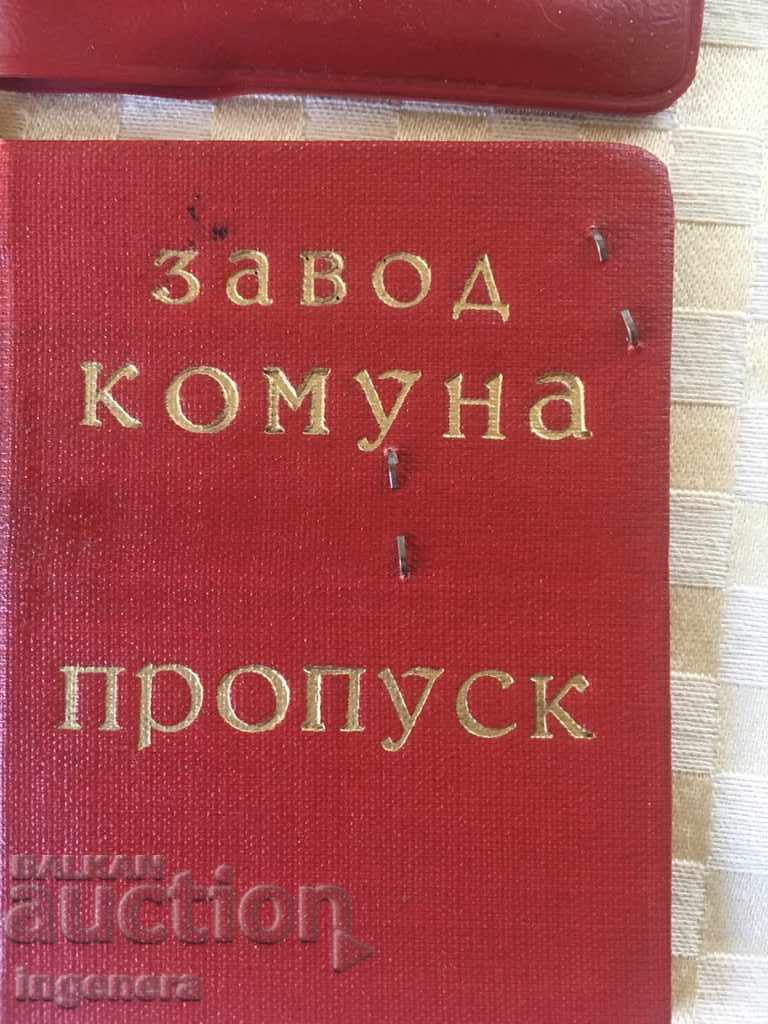 завод
комуна
пропуск
BALKAN
auction
ingenera